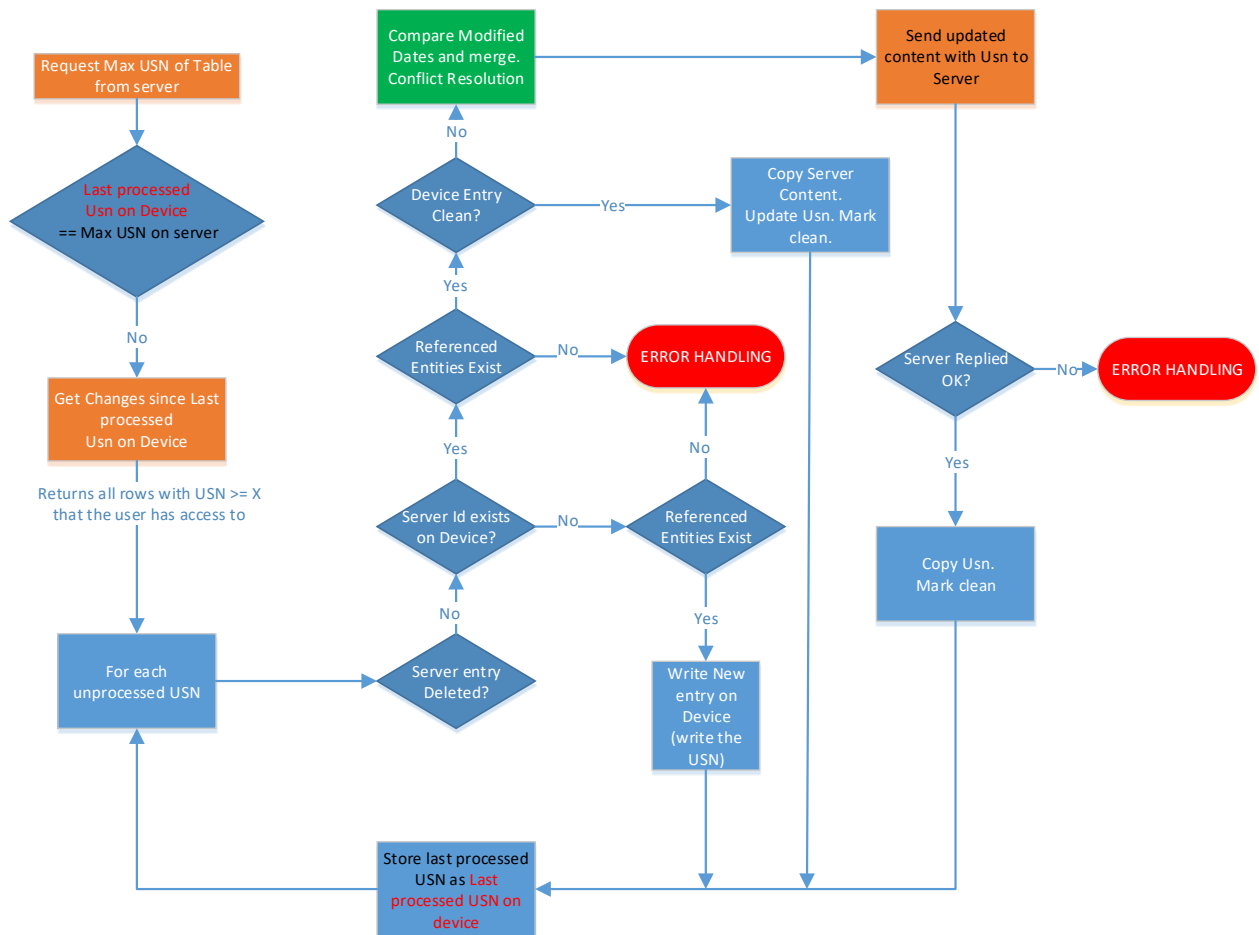 Request Max USN of Table
from server
Last processed
Usn on Device
== Max USN on server
No
Get Changes since Last
processed
Usn on Device
Returns all rows with USN >= X
that the user has access to
For each
unprocessed USN
Server entry
Deleted?
No
Server Id exists
on Device?
No
Yes
Referenced
Entities Exist
No
Yes
Device Entry
Clean?
No
Yes
Compare Modified
Dates and merge.
Conflict Resolution
Copy Server
Content.
Update Usn. Mark
clean.
ERROR HANDLING
No
Referenced
Entities Exist
Yes
Write New
entry on
Device
(write the
USN)
Send updated
content with Usn to
Server
Server Replied
OK?
No
ERROR HANDLING
Yes
Copy Usn.
Mark clean
Store last processed
USN as Last
processed USN on
device